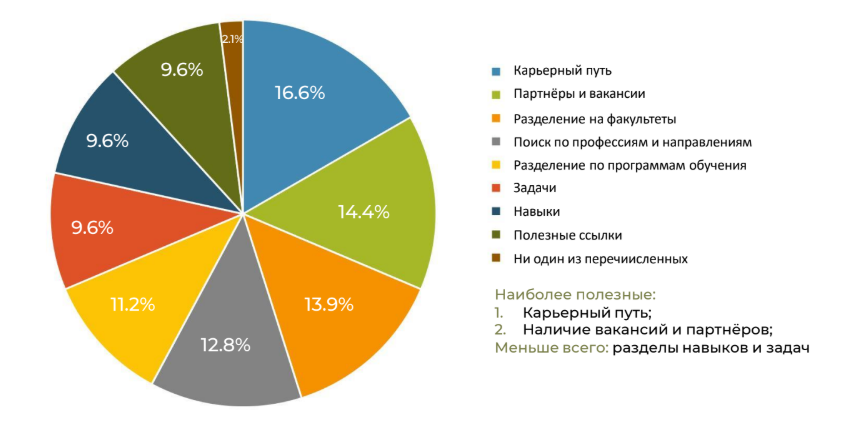 2.1%
9.6%
16.6%
9.6%
14.4%
9.6%
13.9%
11.2%
12.8%
Карьерный путь
Партнёры и вакансии
Разделение на факультеты
Поиск по профессиям и направлениям
Разделение по программам обучения
Задачи
Навыки
Полезные ссылки
Ни один из перечиисленных
Наиболее полезные:
1. Карьерный путь;
2. Наличие вакансий и партнёров;
Меньше всего: разделы навыков и задач